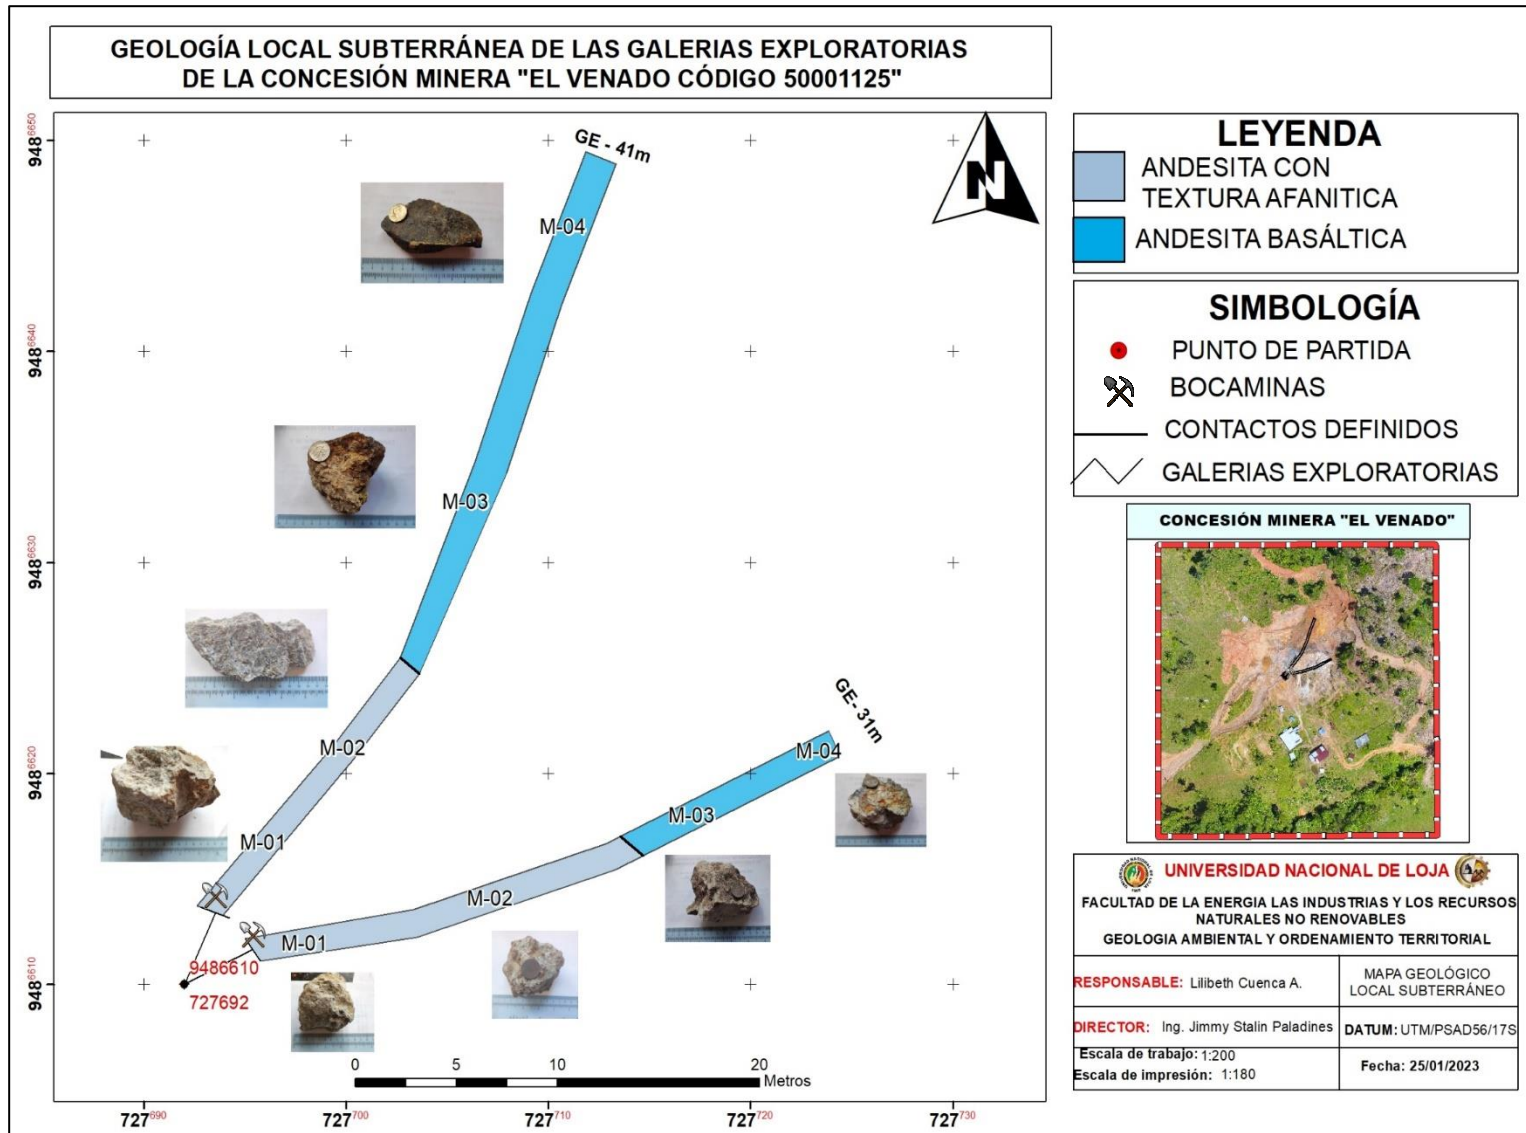 GEOLOGÍA LOCAL SUBTERRÁNEA DE LAS GALERIAS EXPLORATORIAS
DE LA CONCESIÓN MINERA "EL VENADO CÓDIGO 50001125"
948⁶⁶⁵⁰
948⁶⁶⁴⁰
948⁶⁶³⁰
948⁶⁶²⁰
948⁶⁶¹⁰
GE - 41m
M-04
M-03
M-02
M-01
GE- 31m
M-04
M-03
M-02
M-01
9486610
727692
0 5 10 20
Metros
727⁶⁹⁰ 727⁷⁰⁰ 727⁷¹⁰ 727⁷²⁰ 727⁷³⁰
N
LEYENDA
ANDESITA CON
TEXTURA AFANITICA
ANDESITA BASÁLTICA
SIMBOLOGÍA
PUNTO DE PARTIDA
BOCAMINAS
CONTACTOS DEFINIDOS
GALERIAS EXPLORATORIAS
CONCESIÓN MINERA "EL VENADO"
UNIVERSIDAD NACIONAL DE LOJA
FACULTAD DE LA ENERGIA LAS INDUSTRIAS Y LOS RECURSOS
NATURALES NO RENOVABLES
GEOLOGIA AMBIENTAL Y ORDENAMIENTO TERRITORIAL
RESPONSABLE: Lilibeth Cuenca A.
MAPA GEOLÓGICO
LOCAL SUBTERRÁNEO
DIRECTOR: Ing. Jimmy Stalin Paladines
DATUM: UTM/PSAD56/17S
Escala de trabajo: 1:200
Escala de impresión: 1:180
Fecha: 25/01/2023